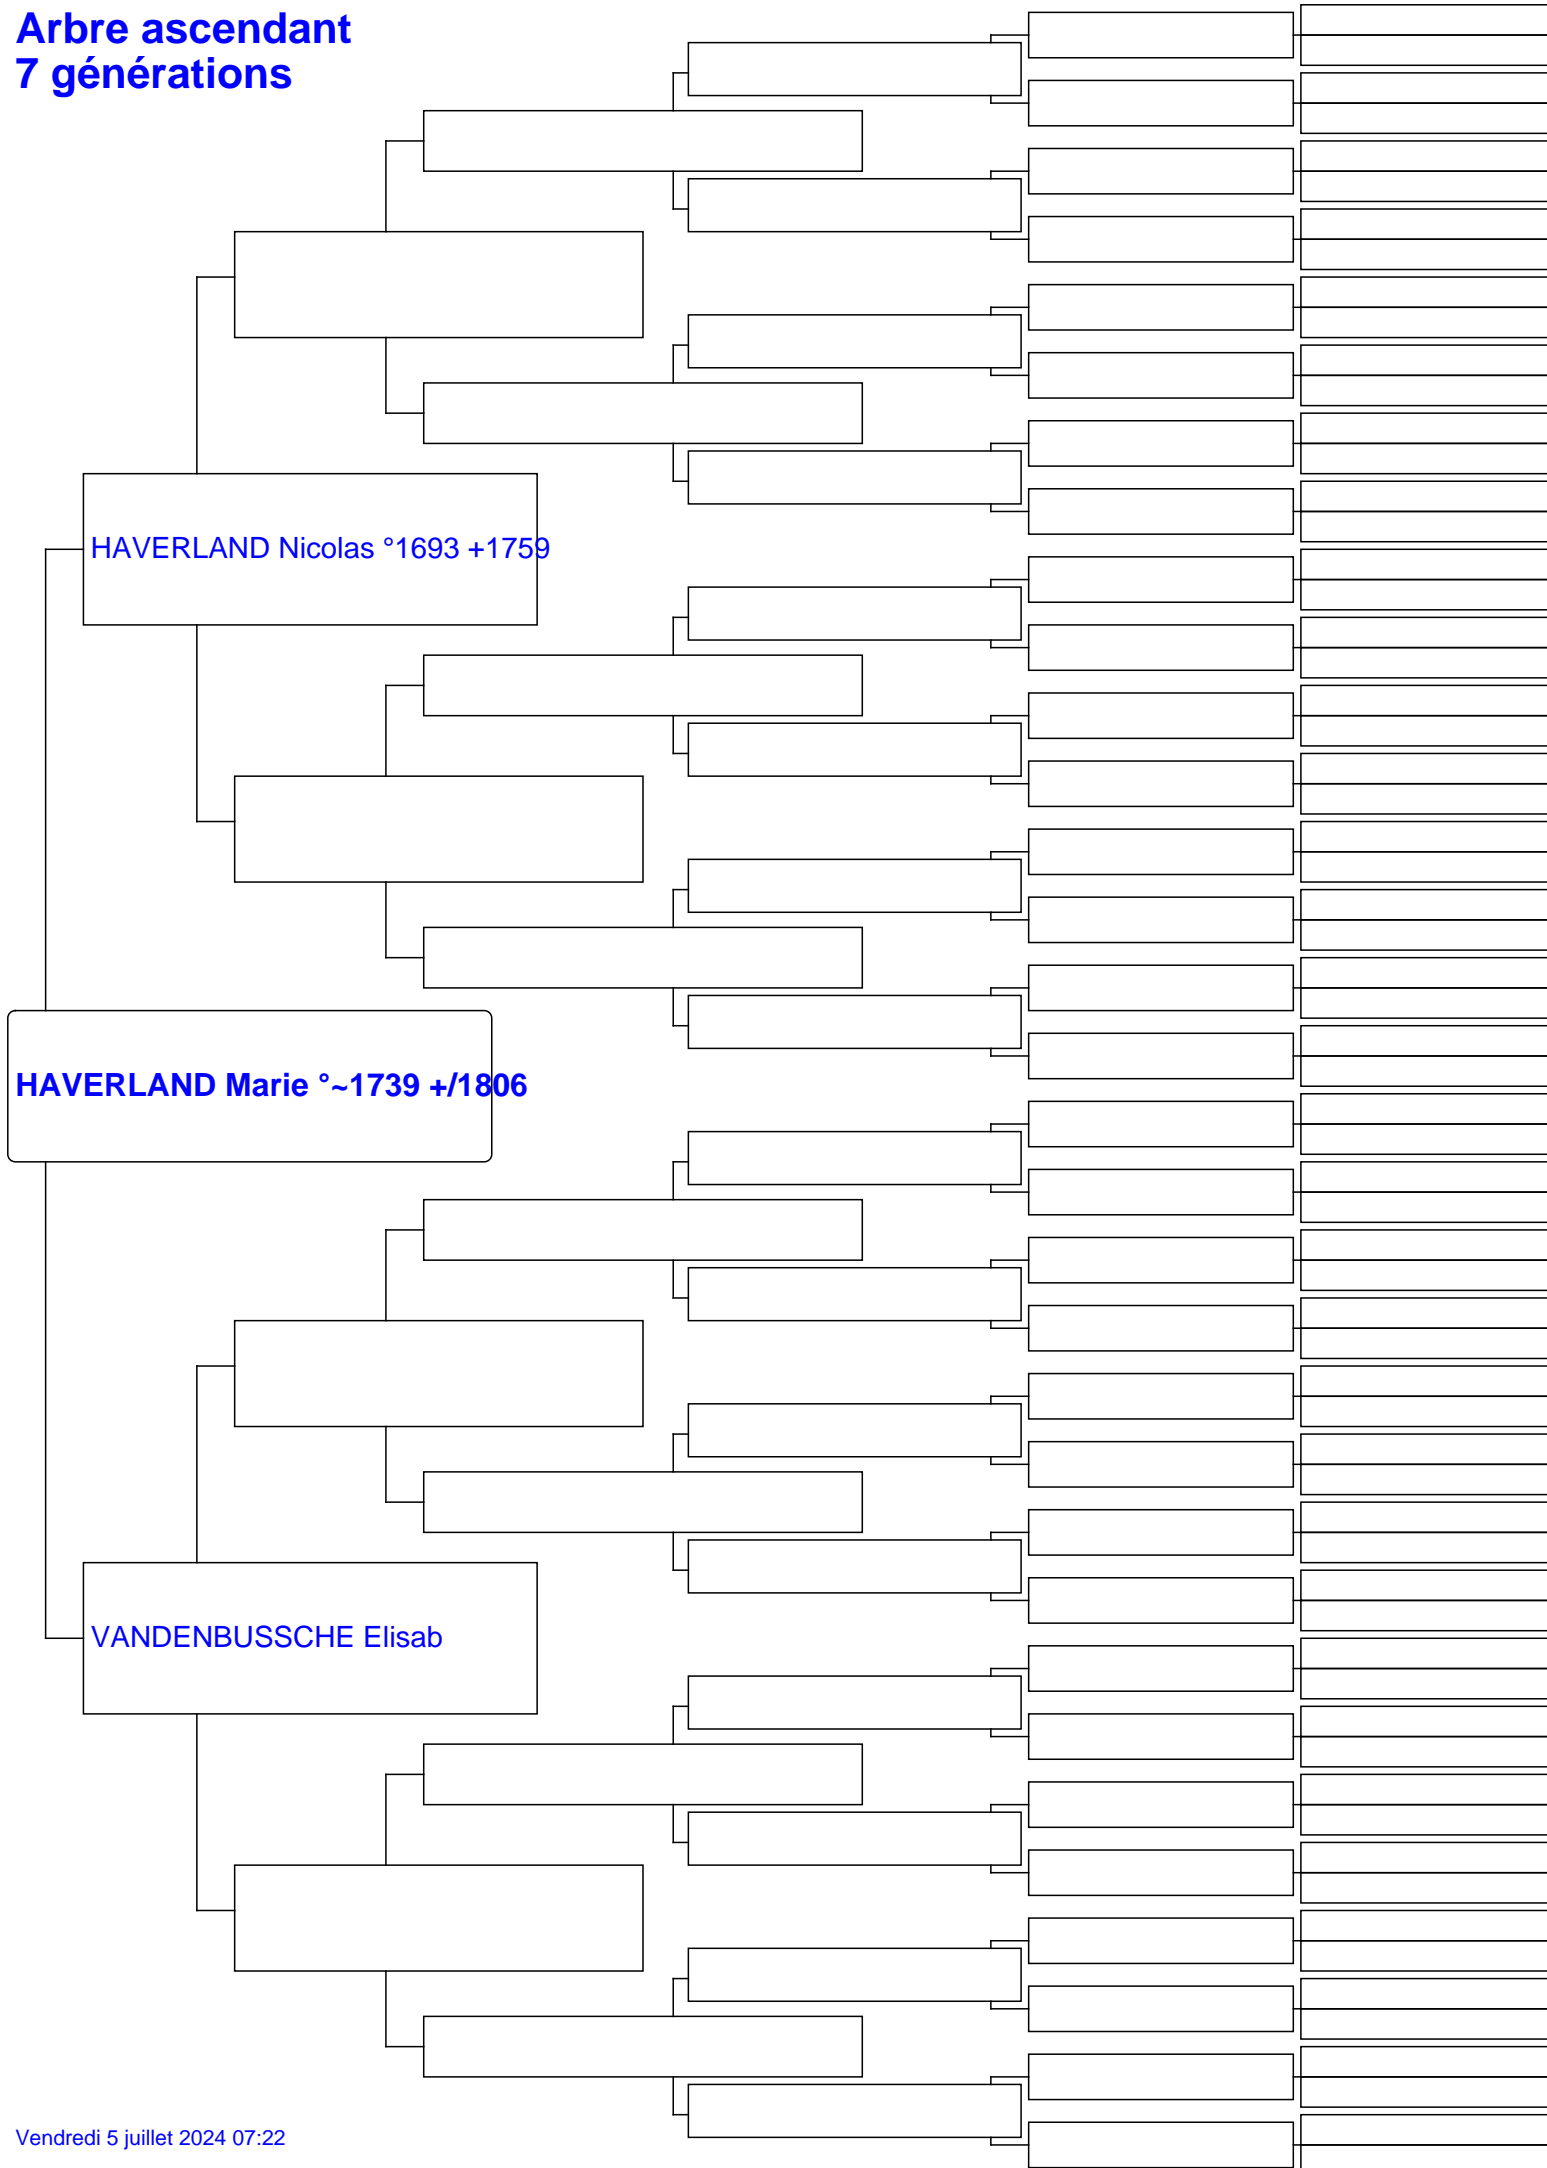 Arbre ascendant
7 générations
HAVERLAND Nicolas °1693 +1759
HAVERLAND Marie °~1739 +/1806
VANDENBUSSCHE Elisab
Vendredi 5 juillet 2024 07:22